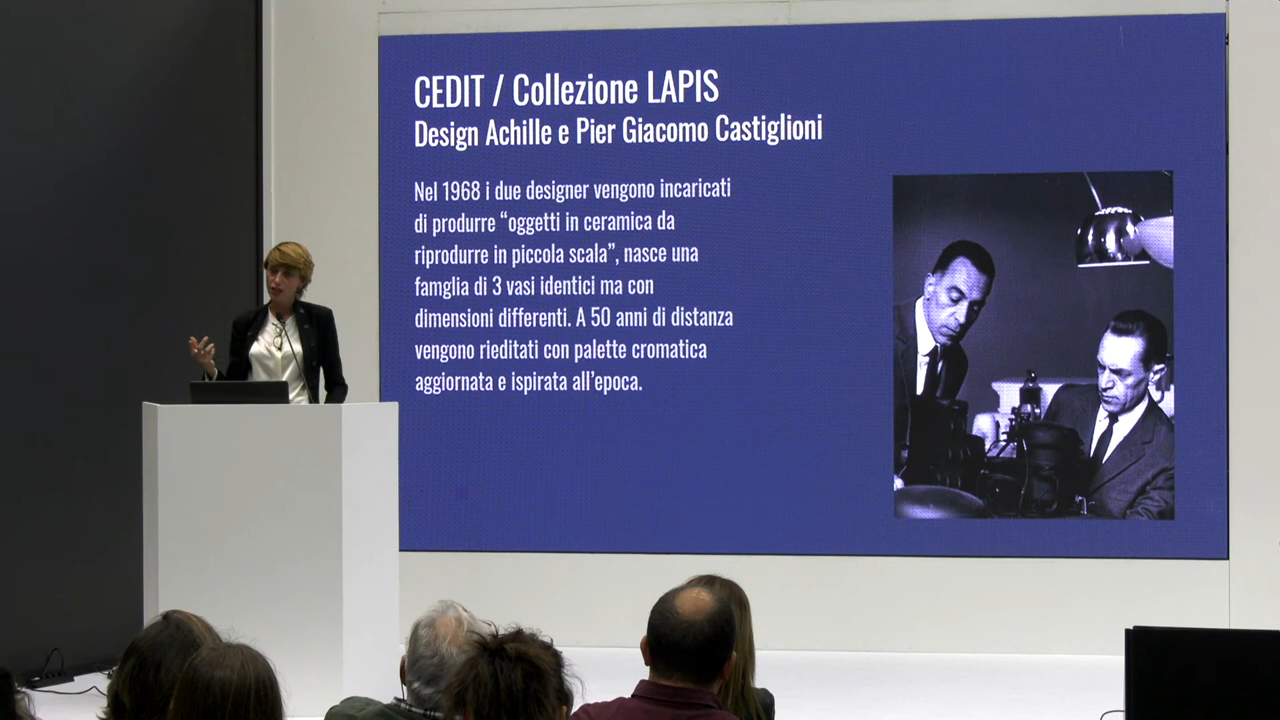 CEDIT / Collezione LAPIS
Design Achille e Pier Giacomo Castiglioni
Nel 1968 i due designer vengono incaricati
di produrre “oggetti in ceramica da
riprodurre in piccola scala”, nasce una
famglia di 3 vasi identici ma con
dimensioni differenti. A 50 anni di distanza
vengono rieditati con palette cromatica
aggiornata e ispirata all’epoca.